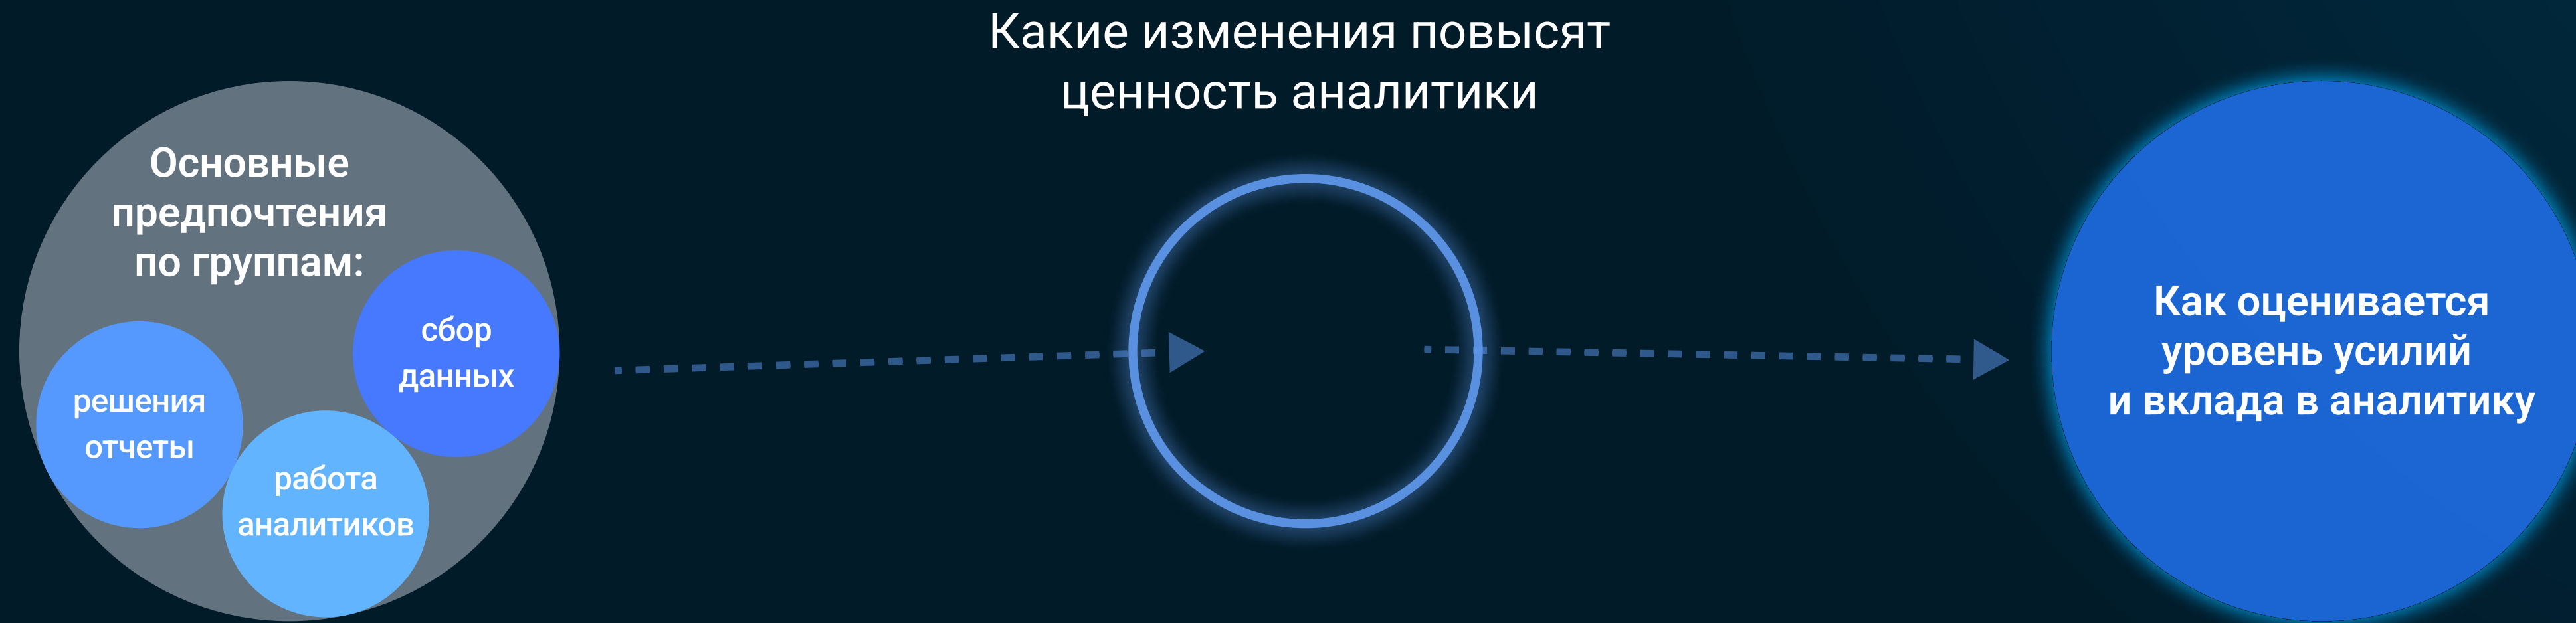 Какие изменения повысят
ценность аналитики
Основные
предпочтения
по группам:
сбор
данных
решения
отчеты
работа
аналитиков
Как оценивается
уровень усилий
и вклада в аналитику